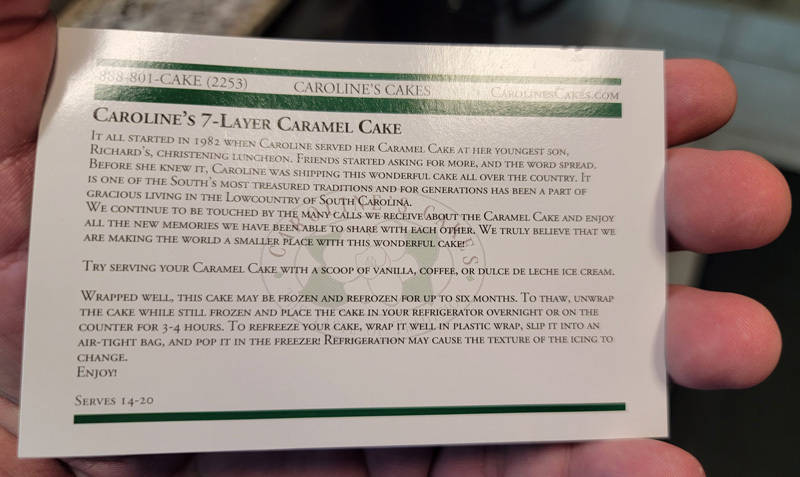 888-801-CAKE (2253) CAROLINE'S CAKES CAROLINESCAKES.COM
CAROLINE'S 7-LAYER CARAMEL CAKE
IT ALL STARTED IN 1982 WHEN CAROLINE SERVED HER CARAMEL CAKE AT HER YOUNGEST SON,
RICHARD'S, CHRISTENING LUNCHEON. FRIENDS STARTED ASKING FOR MORE, AND THE WORD SPREAD.
BEFORE SHE KNEW IT, CAROLINE WAS SHIPPING THIS WONDERFUL CAKE ALL OVER THE COUNTRY. IT
IS ONE OF THE SOUTH'S MOST TREASURED TRADITIONS AND FOR GENERATIONS HAS BEEN A PART OF
GRACIOUS LIVING IN THE LOWCOUNTRY OF SOUTH CAROLINA.
WE CONTINUE TO BE TOUCHED BY THE MANY CALLS WE RECEIVE ABOUT THE CARAMEL CAKE AND ENJOY
ALL THE NEW MEMORIES WE HAVE BEEN ABLE TO SHARE WITH EACH OTHER. WE TRULY BELIEVE THAT WE
ARE MAKING THE WORLD A SMALLER PLACE WITH THIS WONDERFUL CAKE!
TRY SERVING YOUR CARAMEL CAKE WITH A SCOOP OF VANILLA, COFFEE, OR DULCE DE LECHE ICE CREAM.
WRAPPED WELL, THIS CAKE MAY BE FROZEN AND REFROZEN FOR UP TO SIX MONTHS. TO THAW, UNWRAP
THE CAKE WHILE STILL FROZEN AND PLACE THE CAKE IN YOUR REFRIGERATOR OVERNIGHT OR ON THE
COUNTER FOR 3-4 HOURS. TO REFREEZE YOUR CAKE, WRAP IT WELL IN PLASTIC WRAP, SLIP IT INTO AN
AIR-TIGHT BAG, AND POP IT IN THE FREEZER! REFRIGERATION MAY CAUSE THE TEXTURE OF THE ICING TO
CHANGE.
ENJOY!
SERVES 14-20
CAROLINE'S CAKES